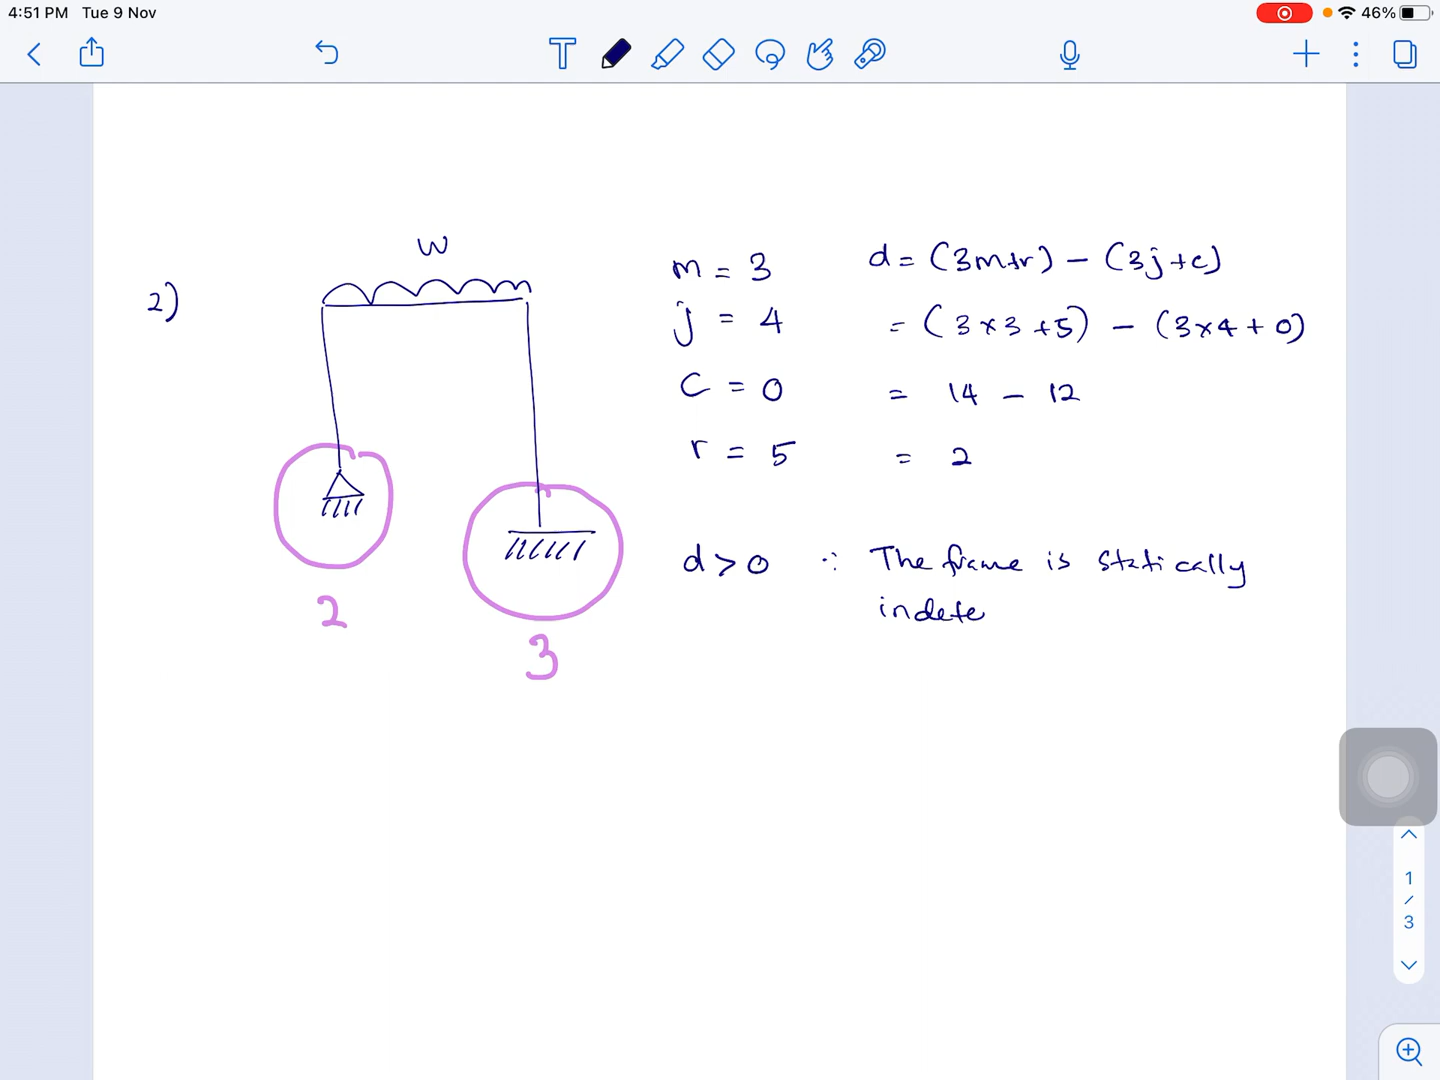 4:51 PM Tue 9 Nov
46%
T
2)
W
m = 3
j = 4
c = 0
r = 5
d = (3m+r) - (3j+c)
= (3×3+5) - (3×4+0)
= 14 - 12
= 2
2
3
d>0 ∵ The frame is statically
indete
1
/
3